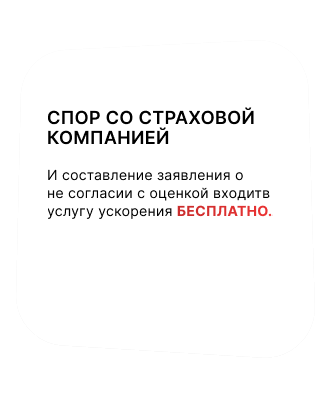 СПОР СО СТРАХОВОЙ
КОМПАНИЕЙ
И составление заявления о
не согласии с оценкой входитв
услугу ускорения БЕСПЛАТНО.